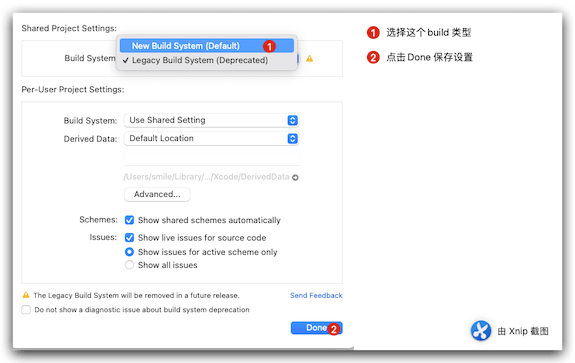 Shared Project Settings:
Build System:
New Build System (Default) 1
✓ Legacy Build System (Deprecated)
Per-User Project Settings:
Build System: Use Shared Setting
Derived Data: Default Location
/Users/smile/Library/.../Xcode/DerivedData
Advanced...
Schemes: Show shared schemes automatically
Issues: Show live issues for source code
Show issues for active scheme only
Show all issues
The Legacy Build System will be removed in a future release. Send Feedback
Do not show a diagnostic issue about build system deprecation
Done 2
1 选择这个 build 类型
2 点击 Done 保存设置
由 Xnip 截图